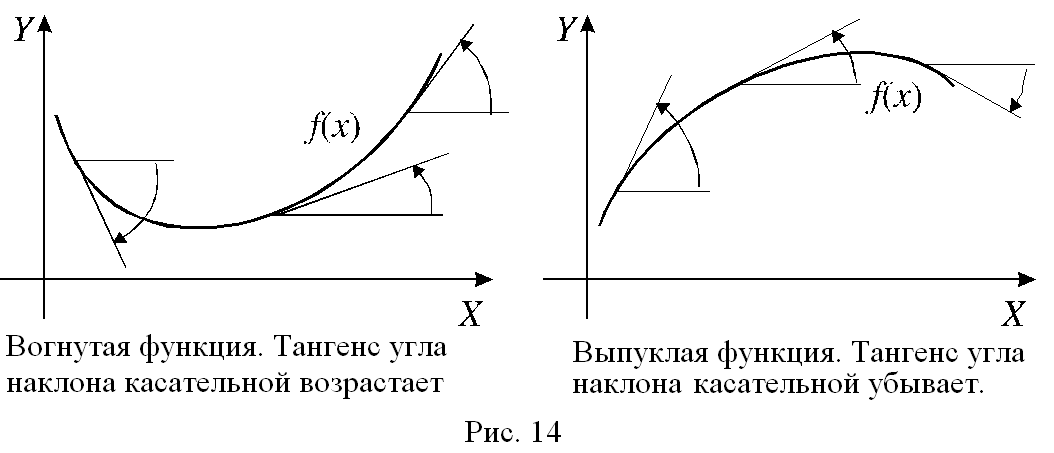 Y
f(x)
X
Вогнутая функция. Тангенс угла
наклона касательной возрастает
Y
f(x)
X
Выпуклая функция. Тангенс угла
наклона касательной убывает.
Рис. 14